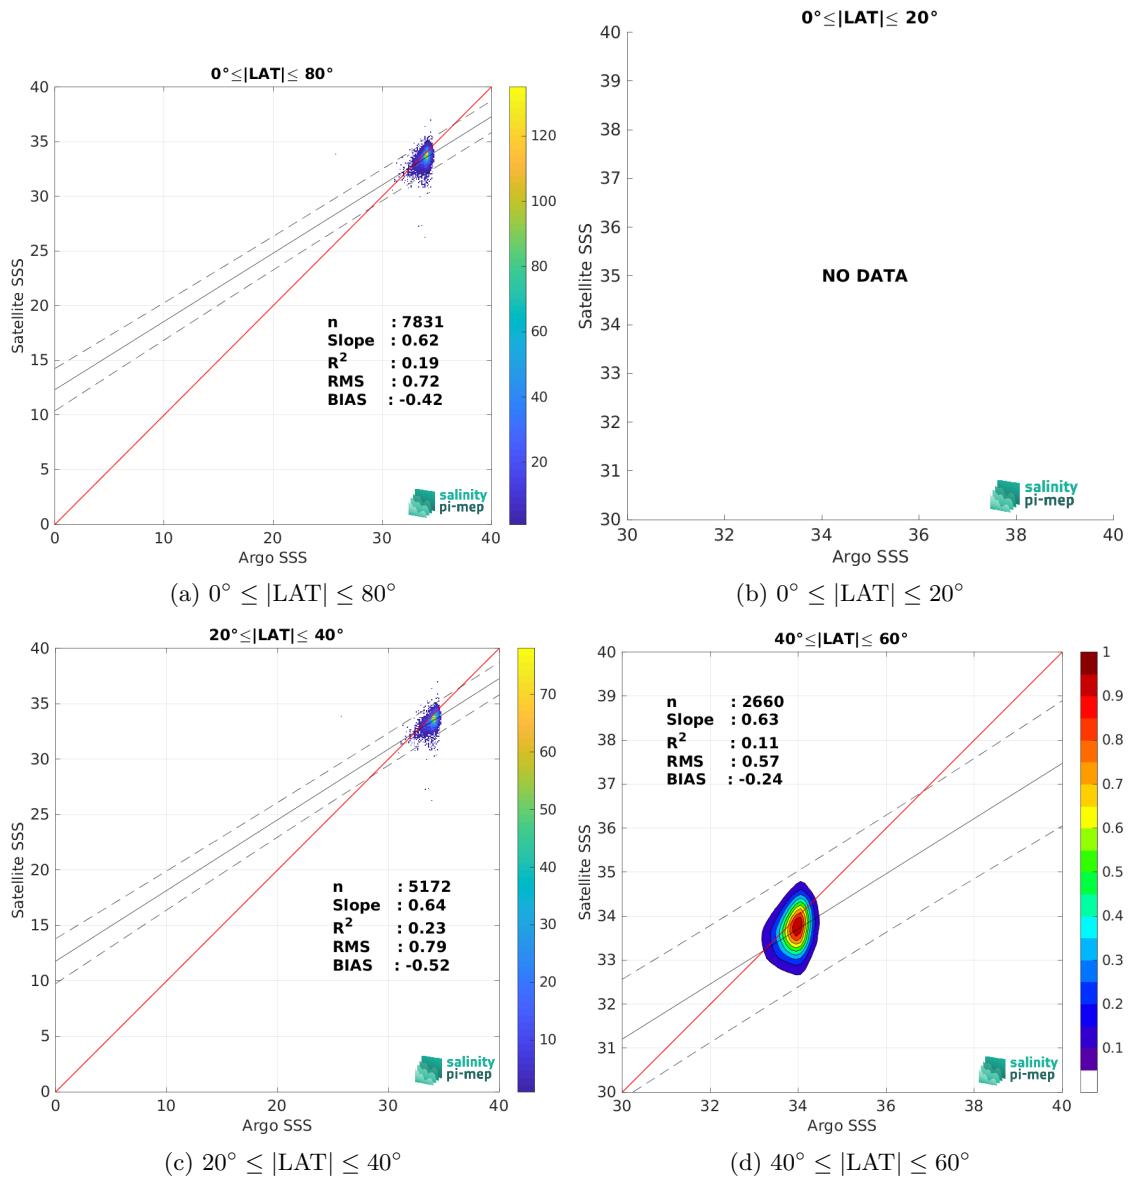 0°≤|LAT|≤ 80°
40
35
30
25
20
15
10
5
0
0
10
20
30
40
Satellite SSS
Argo SSS
n : 7831
Slope : 0.62
R² : 0.19
RMS : 0.72
BIAS : -0.42
salinity
pi-mep
120
100
80
60
40
20
(a) 0° ≤ |LAT| ≤ 80°
0°≤|LAT|≤ 20°
40
39
38
37
36
35
34
33
32
31
30
30
32
34
36
38
40
Satellite SSS
Argo SSS
NO DATA
salinity
pi-mep
(b) 0° ≤ |LAT| ≤ 20°
20°≤|LAT|≤ 40°
40
35
30
25
20
15
10
5
0
0
10
20
30
40
Satellite SSS
Argo SSS
n : 5172
Slope : 0.64
R² : 0.23
RMS : 0.79
BIAS : -0.52
salinity
pi-mep
70
60
50
40
30
20
10
(c) 20° ≤ |LAT| ≤ 40°
40°≤|LAT|≤ 60°
40
39
38
37
36
35
34
33
32
31
30
30
32
34
36
38
40
Satellite SSS
Argo SSS
n : 2660
Slope : 0.63
R² : 0.11
RMS : 0.57
BIAS : -0.24
salinity
pi-mep
1
0.9
0.8
0.7
0.6
0.5
0.4
0.3
0.2
0.1
(d) 40° ≤ |LAT| ≤ 60°